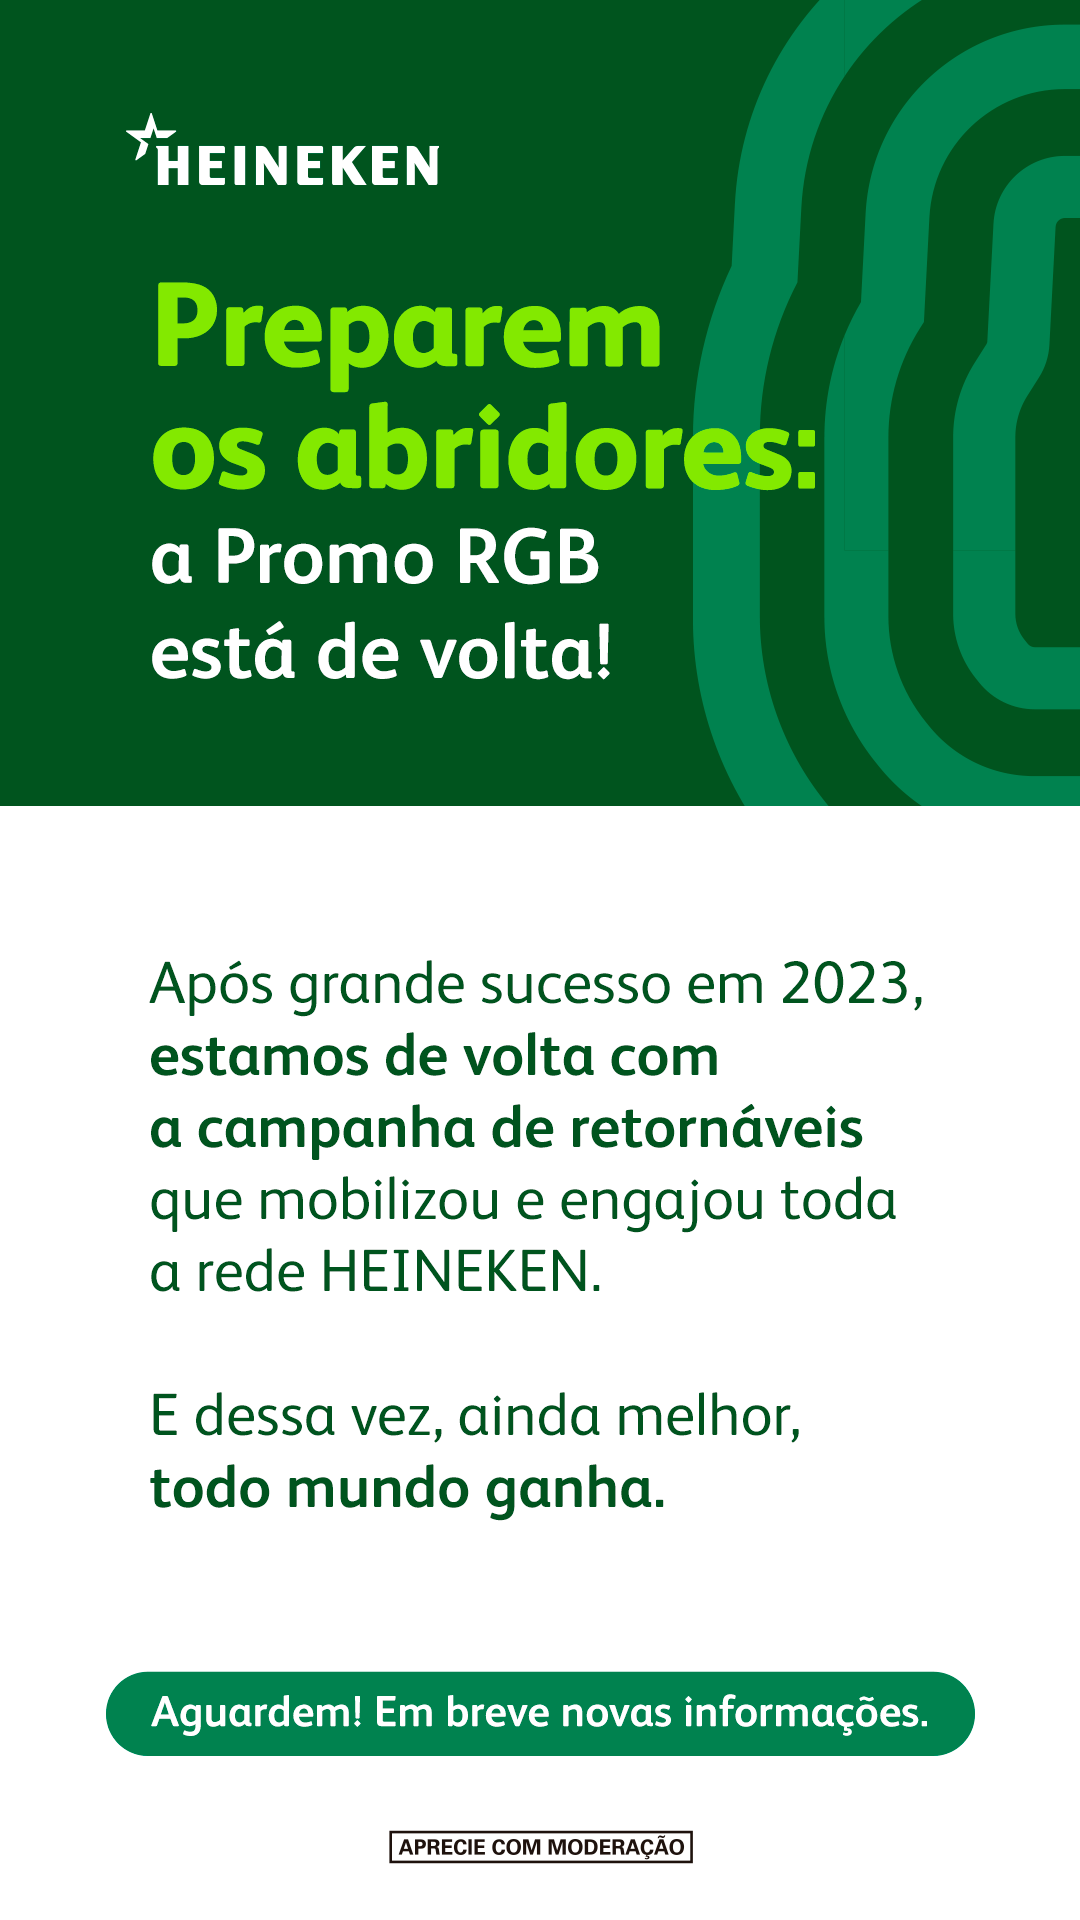 HEINEKEN
Preparem
os abridores:
a Promo RGB
está de volta!
Após grande sucesso em 2023,
estamos de volta com
a campanha de retornáveis
que mobilizou e engajou toda
a rede HEINEKEN.
E dessa vez, ainda melhor,
todo mundo ganha.
Aguardem! Em breve novas informações.
APRECIE COM MODERAÇÃO